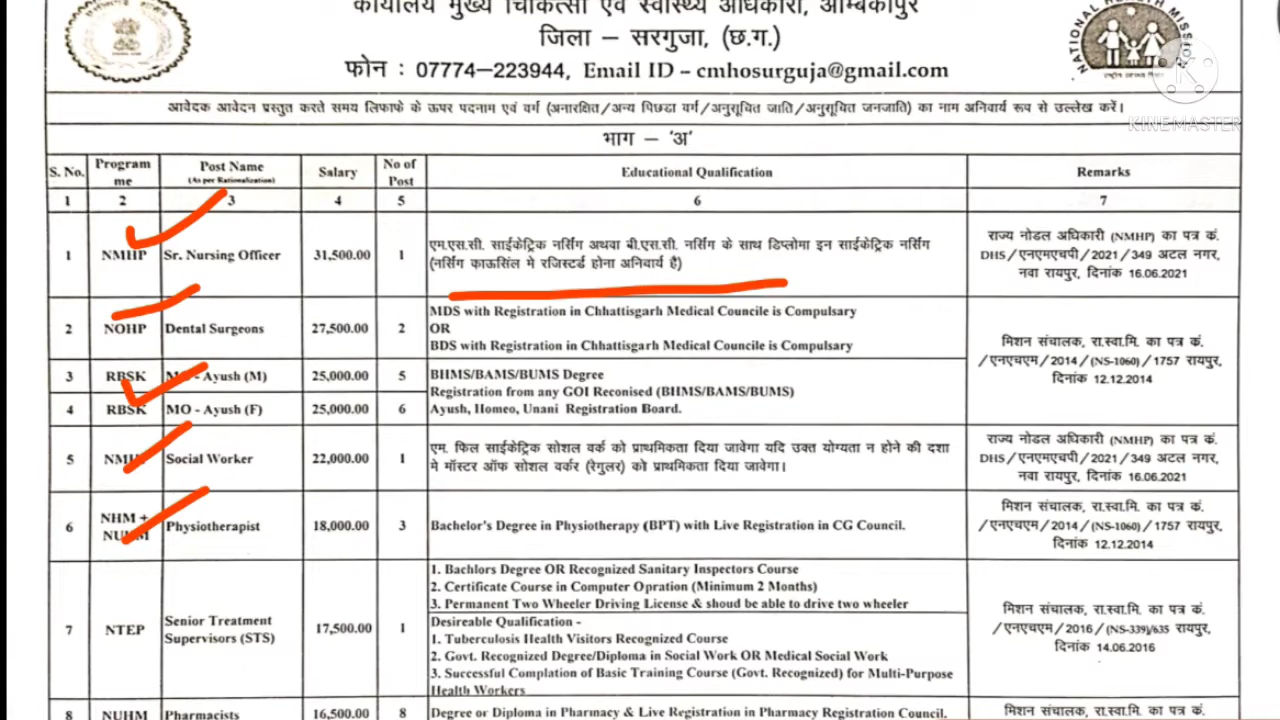 कार्यालय मुख्य चिकित्सा एवं स्वास्थ्य अधिकारी, अम्बिकापुर
जिला – सरगुजा, (छ.ग.)
फोन : 07774–223944, Email ID – cmhosurguja@gmail.com
NATIONAL HEALTH MISSION
KINEMASTER
आवेदक आवेदन प्रस्तुत करते समय लिफाफे के ऊपर पदनाम एवं वर्ग (अनारक्षित/अन्य पिछडा वर्ग/अनुसूचित जाति/अनुसूचित जनजाति) का नाम अनिवार्य रूप से उल्लेख करें।
भाग – 'अ'
S. No. Program me Post Name (As per Rationalization) Salary No of Post Educational Qualification Remarks
1 2 3 4 5 6 7
1 NMHP Sr. Nursing Officer 31,500.00 1
एम.एस.सी. साईकेट्रिक नर्सिंग अथवा बी.एस.सी. नर्सिंग के साथ डिप्लोमा इन साईकेट्रिक नर्सिंग
(नर्सिंग काऊसिंल मे रजिस्टर्ड होना अनिवार्य है)
राज्य नोडल अधिकारी (NMHP) का पत्र कं.
DHS/एनएमएचपी/2021/349 अटल नगर,
नवा रायपुर, दिनांक 16.06.2021
2 NOHP Dental Surgeons 27,500.00 2
MDS with Registration in Chhattisgarh Medical Councile is Compulsary
OR
BDS with Registration in Chhattisgarh Medical Councile is Compulsary
3 RBSK MO - Ayush (M) 25,000.00 5
4 RBSK MO - Ayush (F) 25,000.00 6
BHMS/BAMS/BUMS Degree
Registration from any GOI Reconised (BHMS/BAMS/BUMS)
Ayush, Homeo, Unani Registration Board.
मिशन संचालक, रा.स्वा.मि. का पत्र कं.
/एनएचएम/2014/(NS-1060)/1757 रायपुर,
दिनांक 12.12.2014
5 Social Worker 22,000.00 1
एम. फिल साईकेट्रिक सोशल वर्क को प्राथमिकता दिया जावेगा यदि उक्त योग्यता न होने की दशा
मे मॉस्टर ऑफ सोशल वर्कर (रेगुलर) को प्राथमिकता दिया जावेगा।
राज्य नोडल अधिकारी (NMHP) का पत्र कं.
DHS/एनएमएचपी/2021/349 अटल नगर,
नवा रायपुर, दिनांक 16.06.2021
6 NHM + NUHM Physiotherapist 18,000.00 3
Bachelor's Degree in Physiotherapy (BPT) with Live Registration in CG Council.
मिशन संचालक, रा.स्वा.मि. का पत्र कं.
/एनएचएम/2014/(NS-1060)/1757 रायपुर,
दिनांक 12.12.2014
7 NTEP Senior Treatment Supervisors (STS) 17,500.00 1
1. Bachlors Degree OR Recognized Sanitary Inspectors Course
2. Certificate Course in Computer Opration (Minimum 2 Months)
3. Permanent Two Wheeler Driving License & shoud be able to drive two wheeler
Desireable Qualification -
1. Tuberculosis Health Visitors Recognized Course
2. Govt. Recognized Degree/Diploma in Social Work OR Medical Social Work
3. Successful Complation of Basic Training Course (Govt. Recognized) for Multi-Purpose
Health Workers
मिशन संचालक, रा.स्वा.मि. का पत्र कं.
/एनएचएम/2016/(NS-339)/635 रायपुर,
दिनांक 14.06.2016
8 NUHM Pharmacists 16,500.00 8
Degree or Diploma in Pharmacy & Live Registration in Pharmacy Registration Council.
मिशन संचालक, रा.स्वा.मि. का पत्र कं.